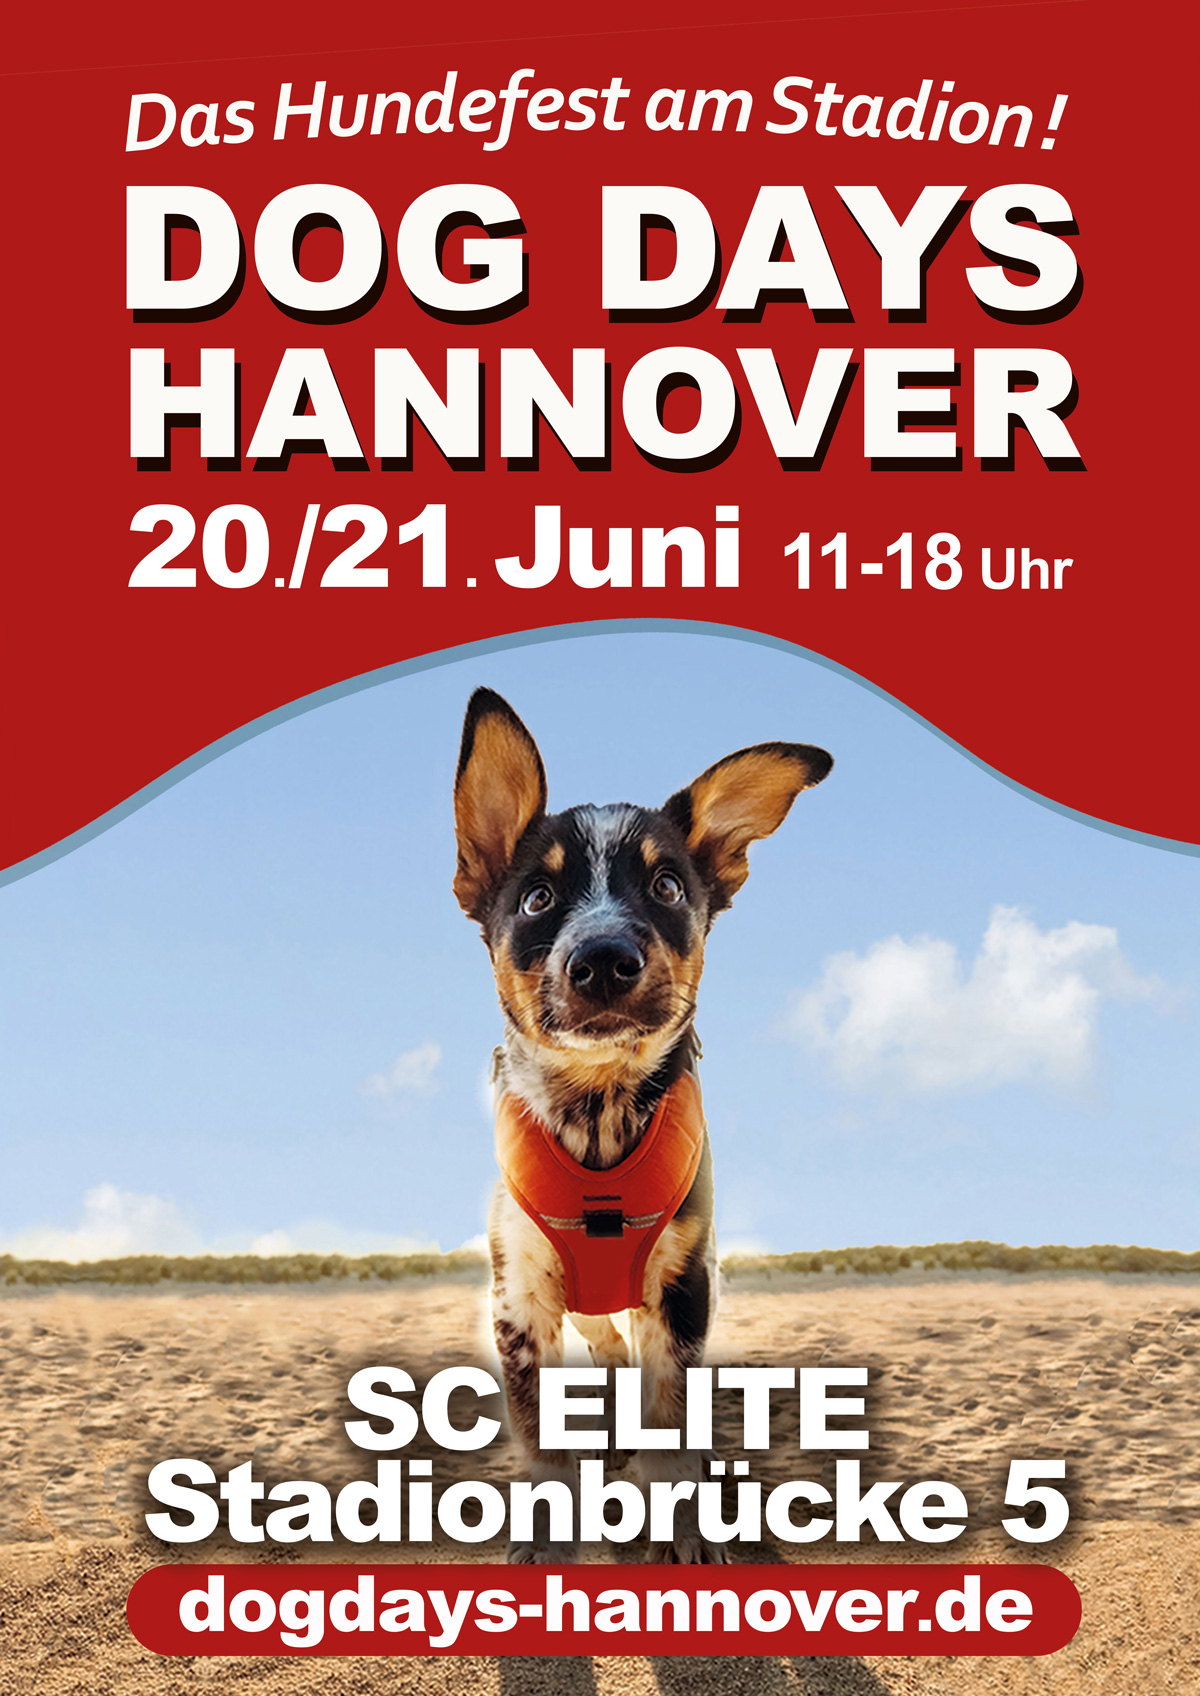 Das Hundefest am Stadion!
DOG DAYS
HANNOVER
20./21. Juni 11-18 Uhr
SC ELITE
Stadionbrücke 5
dogdays-hannover.de